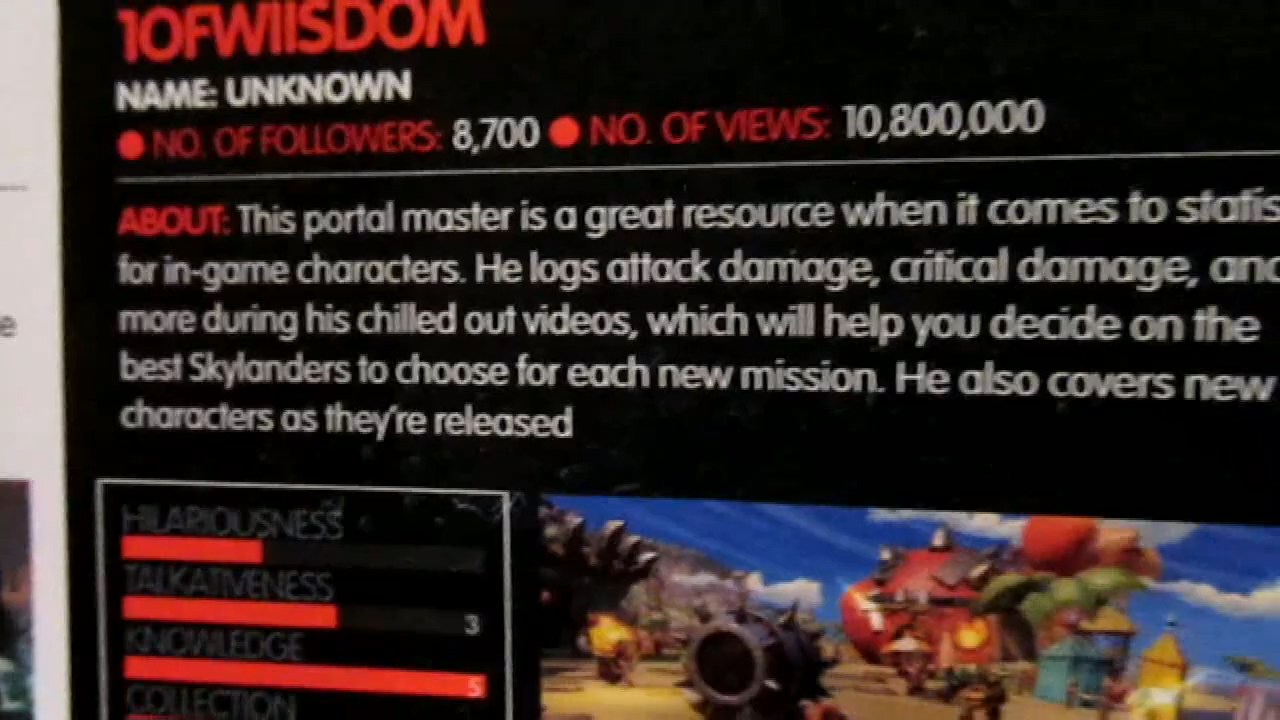 1OFWIISDOM
NAME: UNKNOWN
● NO. OF FOLLOWERS: 8,700 ● NO. OF VIEWS: 10,800,000
ABOUT: This portal master is a great resource when it comes to statis
for in-game characters. He logs attack damage, critical damage, and
more during his chilled out videos, which will help you decide on the
best Skylanders to choose for each new mission. He also covers new
characters as they're released
HILARIOUSNESS
TALKATIVENESS
3
KNOWLEDGE
5
COLLECTION